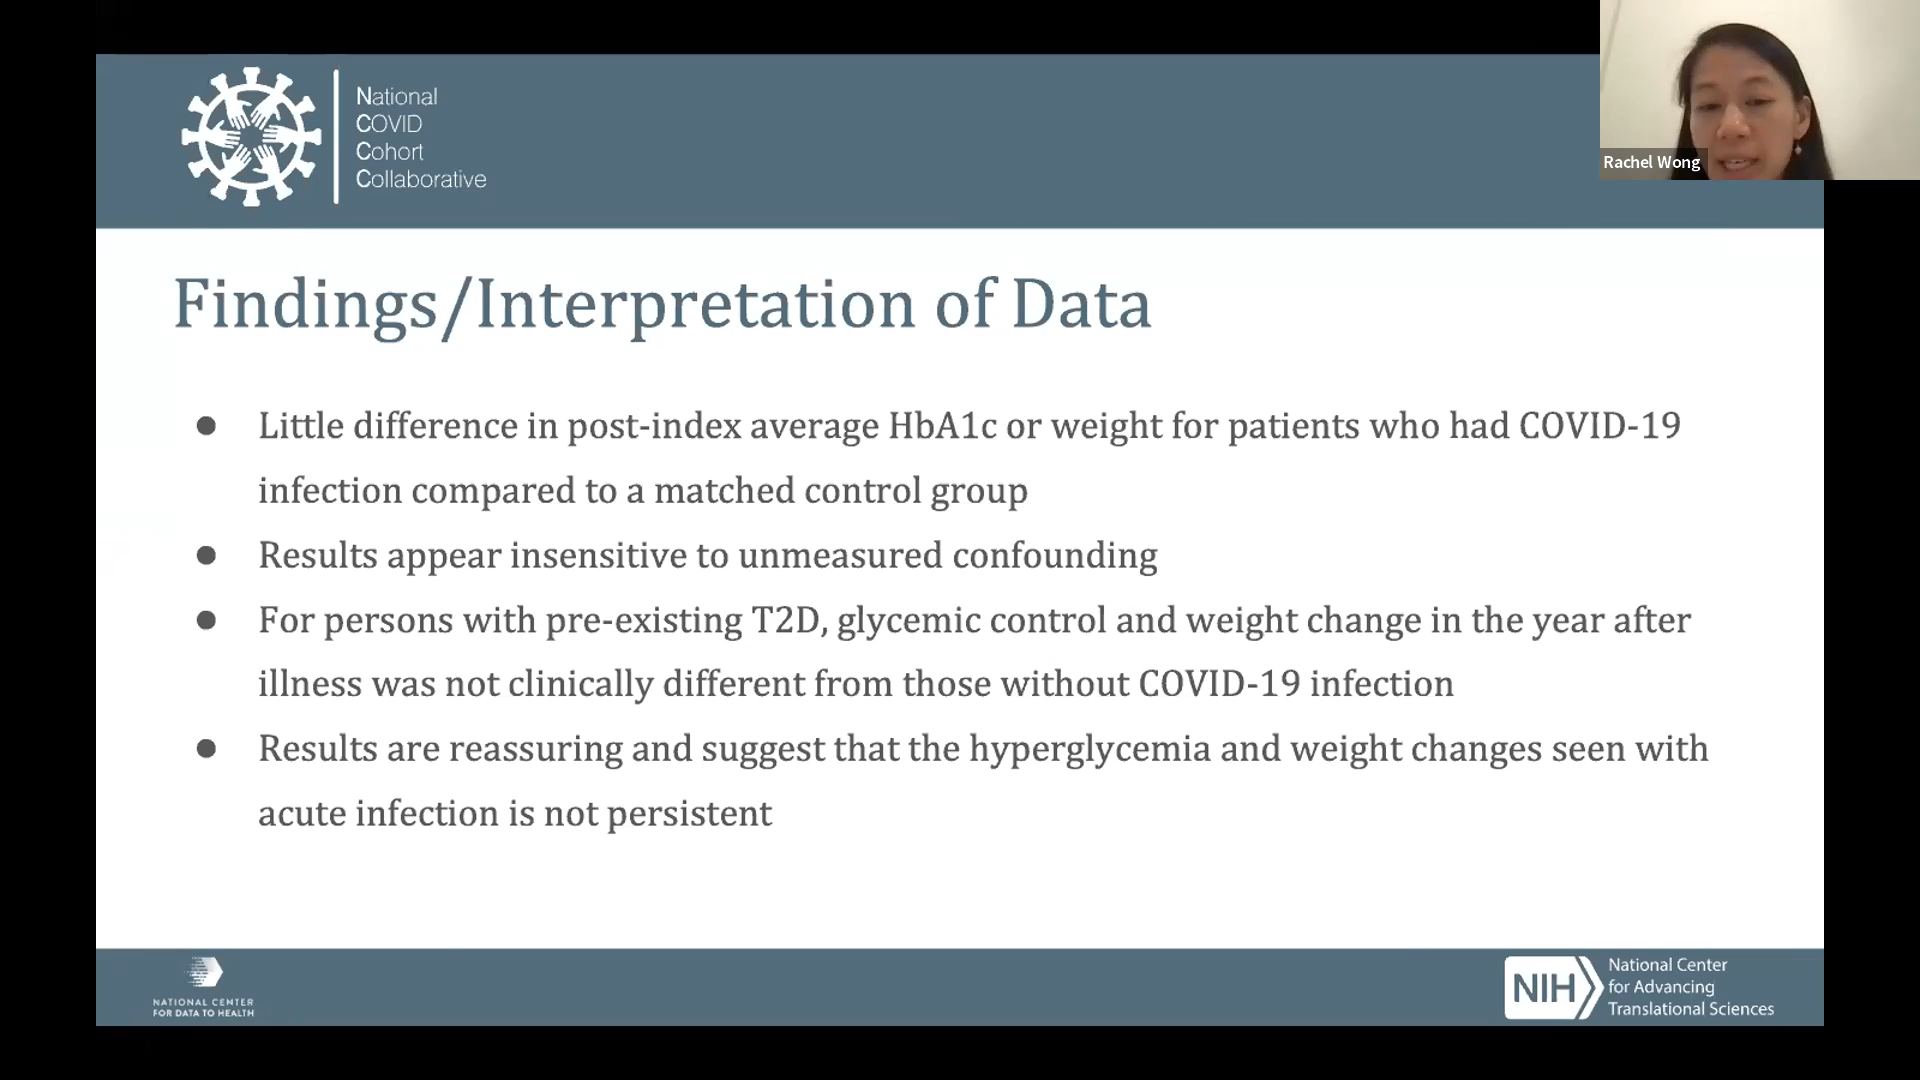 National
COVID
Cohort
Collaborative
Rachel Wong
Findings/Interpretation of Data
● Little difference in post-index average HbA1c or weight for patients who had COVID-19
infection compared to a matched control group
● Results appear insensitive to unmeasured confounding
● For persons with pre-existing T2D, glycemic control and weight change in the year after
illness was not clinically different from those without COVID-19 infection
● Results are reassuring and suggest that the hyperglycemia and weight changes seen with
acute infection is not persistent
NATIONAL CENTER
FOR DATA TO HEALTH
NIH
National Center
for Advancing
Translational Sciences